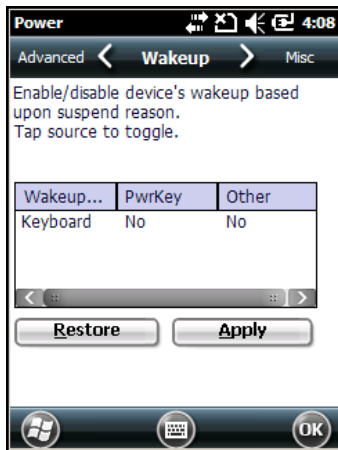 Power 4:08
Advanced Wakeup Misc
Enable/disable device's wakeup based
upon suspend reason.
Tap source to toggle.
Wakeup... PwrKey Other
Keyboard No No
Restore Apply
OK